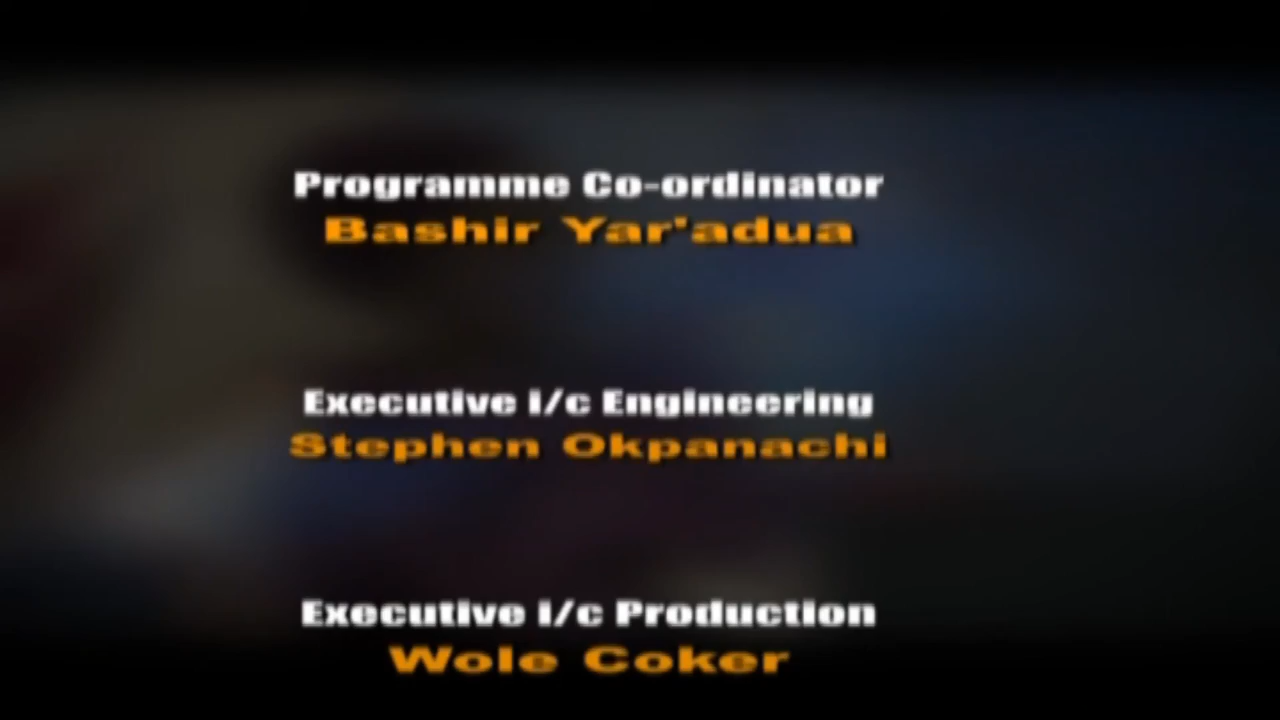 Programme Co-ordinator
Bashir Yar'adua
Executive i/c Engineering
Stephen Okpanachi
Executive i/c Production
Wole Coker